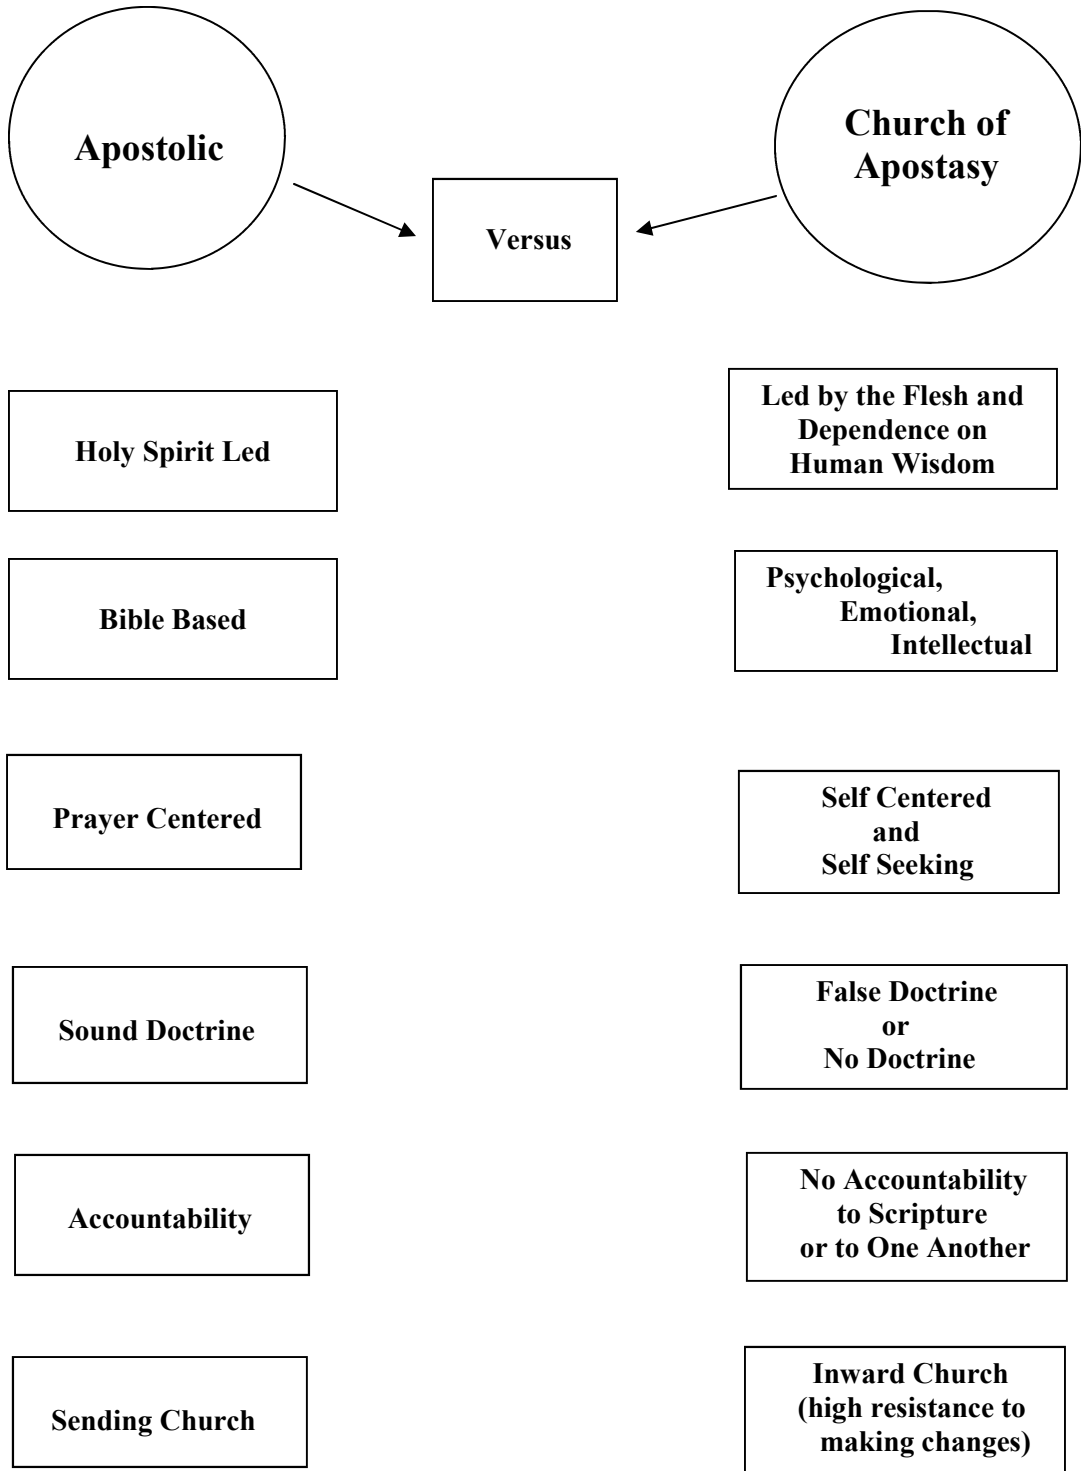 Apostolic
Church of
Apostasy
Versus
Holy Spirit Led
Led by the Flesh and
Dependence on
Human Wisdom
Bible Based
Psychological,
Emotional,
Intellectual
Prayer Centered
Self Centered
and
Self Seeking
Sound Doctrine
False Doctrine
or
No Doctrine
Accountability
No Accountability
to Scripture
or to One Another
Sending Church
Inward Church
(high resistance to
making changes)